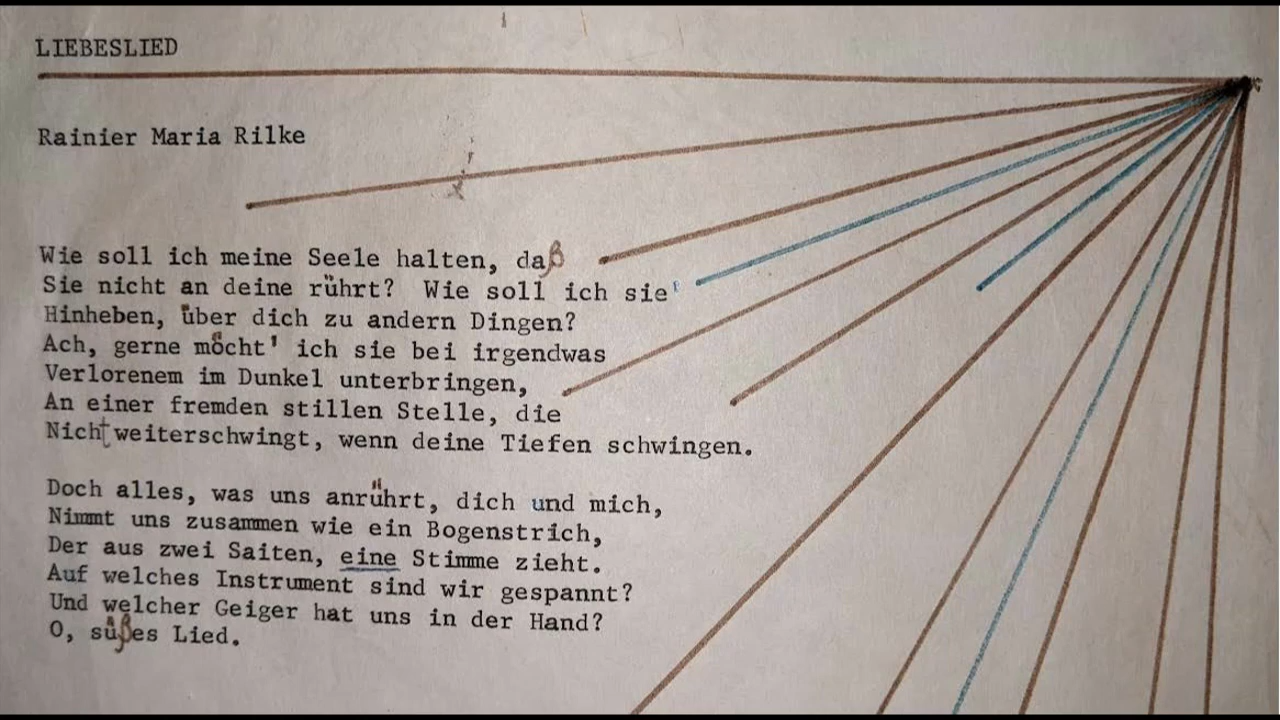 LIEBESLIED
Rainier Maria Rilke
Wie soll ich meine Seele halten, daß
Sie nicht an deine rührt? Wie soll ich sie
Hinheben, über dich zu andern Dingen?
Ach, gerne möcht' ich sie bei irgendwas
Verlorenem im Dunkel unterbringen,
An einer fremden stillen Stelle, die
Nicht weiterschwingt, wenn deine Tiefen schwingen.
Doch alles, was uns anrührt, dich und mich,
Nimmt uns zusammen wie ein Bogenstrich,
Der aus zwei Saiten, eine Stimme zieht.
Auf welches Instrument sind wir gespannt?
Und welcher Geiger hat uns in der Hand?
O, süßes Lied.